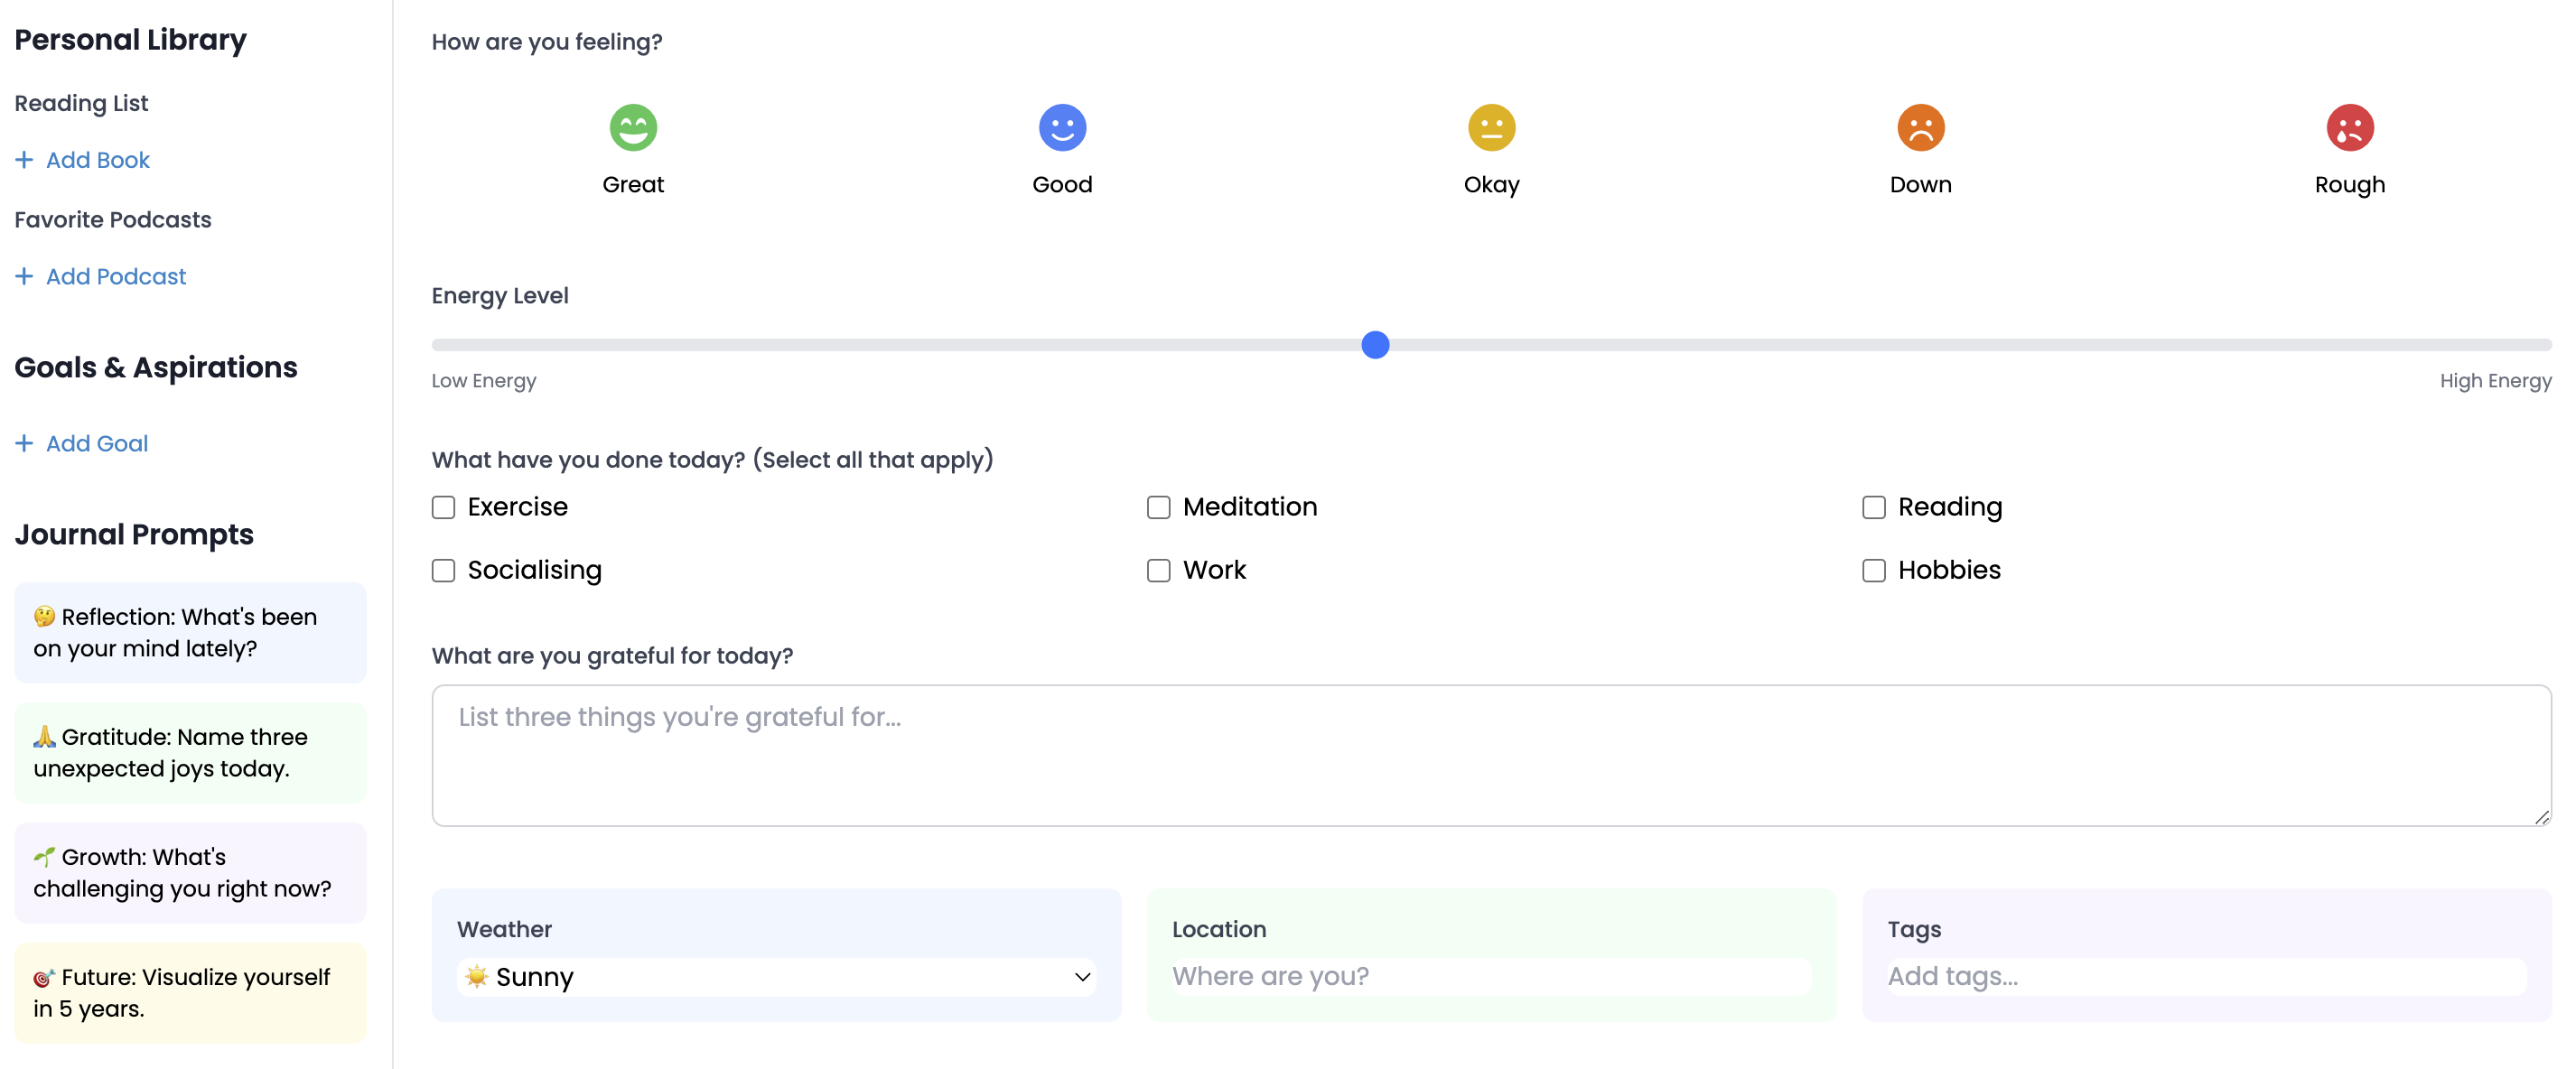 Personal Library
Reading List
+ Add Book
Favorite Podcasts
+ Add Podcast
Goals & Aspirations
+ Add Goal
Journal Prompts
🤔 Reflection: What's been
on your mind lately?
🙏 Gratitude: Name three
unexpected joys today.
🌱 Growth: What's
challenging you right now?
🎯 Future: Visualize yourself
in 5 years.
How are you feeling?
Great Good Okay Down Rough
Energy Level
Low Energy High Energy
What have you done today? (Select all that apply)
Exercise Meditation Reading
Socialising Work Hobbies
What are you grateful for today?
List three things you're grateful for...
Weather Location Tags
☀️ Sunny Where are you? Add tags...